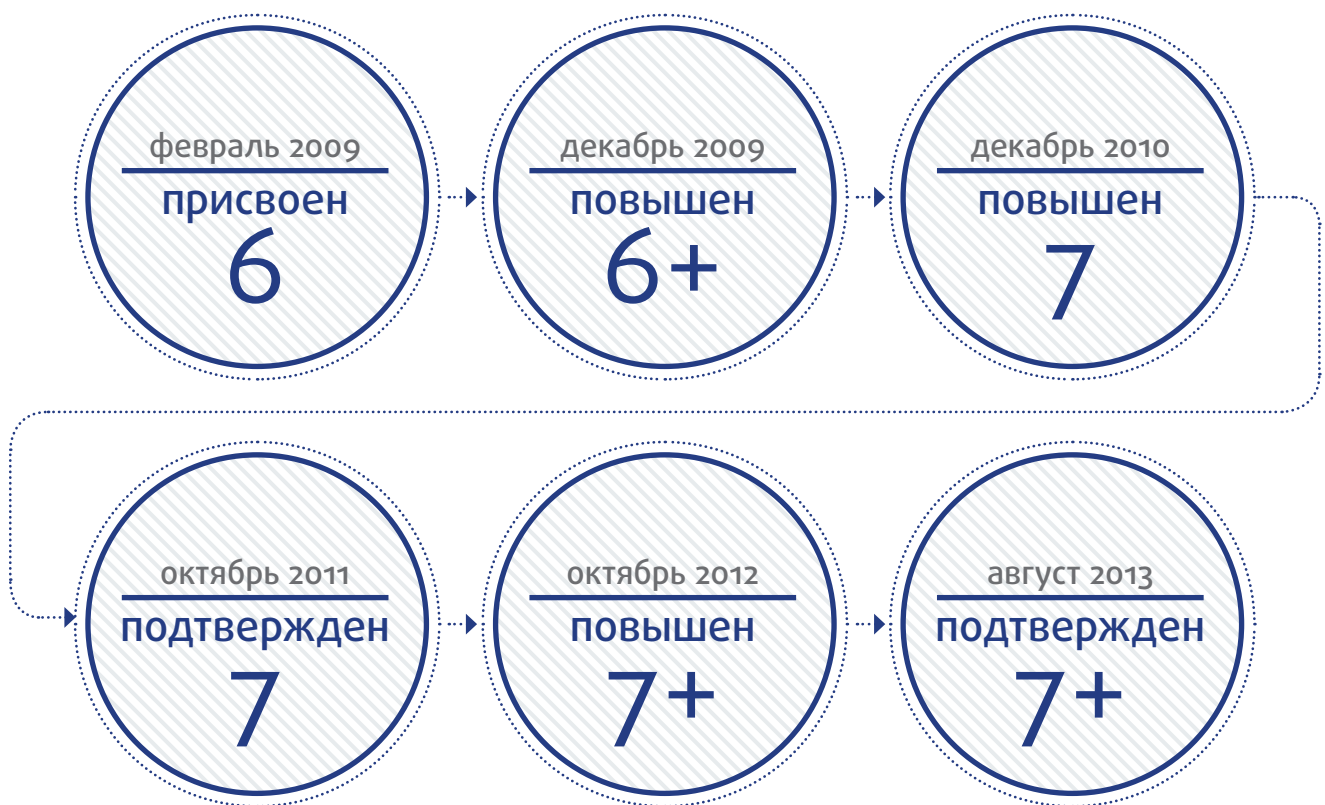 февраль 2009
присвоен
6
декабрь 2009
повышен
6+
декабрь 2010
повышен
7
октябрь 2011
подтвержден
7
октябрь 2012
повышен
7+
август 2013
подтвержден
7+